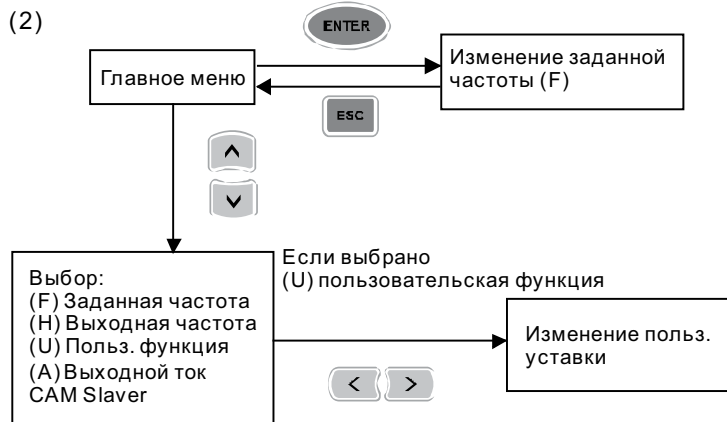 (2)
ENTER
Главное меню
Изменение заданной
частоты (F)
ESC
Если выбрано
(U) пользовательская функция
Выбор:
(F) Заданная частота
(H) Выходная частота
(U) Польз. функция
(A) Выходной ток
CAM Slaver
Изменение польз.
уставки